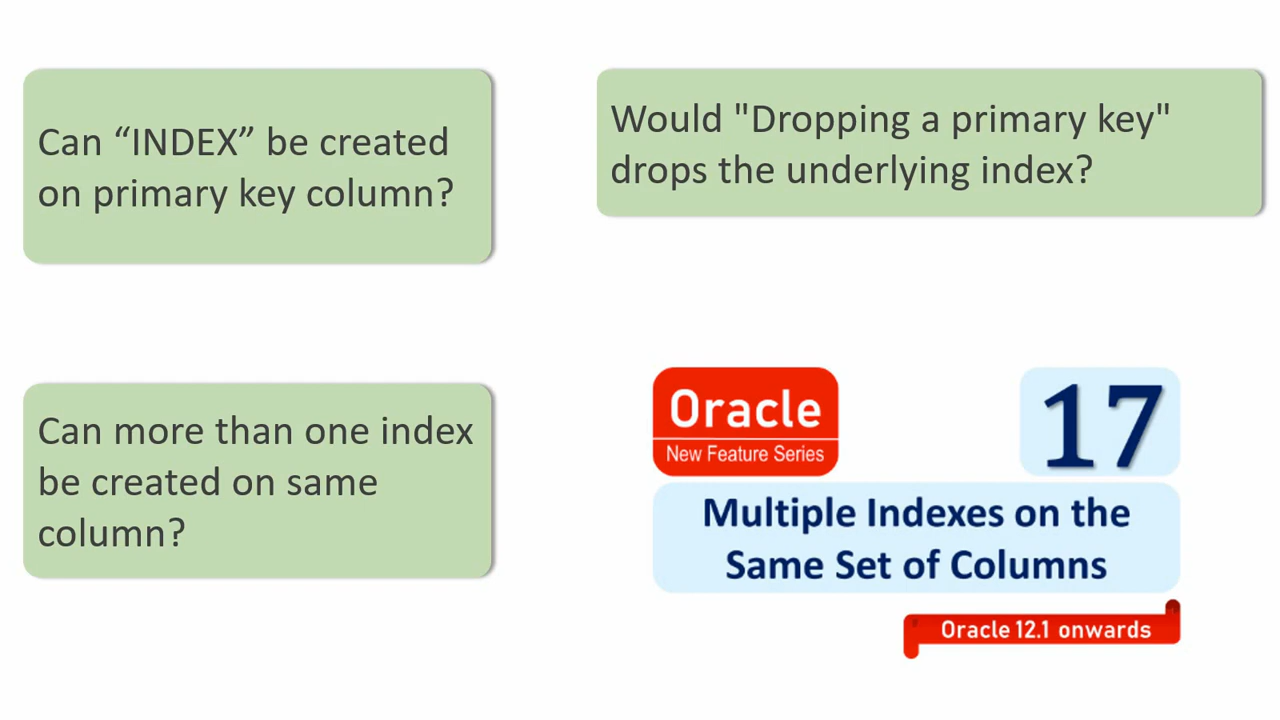 Can “INDEX” be created
on primary key column?
Would "Dropping a primary key"
drops the underlying index?
Can more than one index
be created on same
column?
Oracle
New Feature Series
17
Multiple Indexes on the
Same Set of Columns
Oracle 12.1 onwards